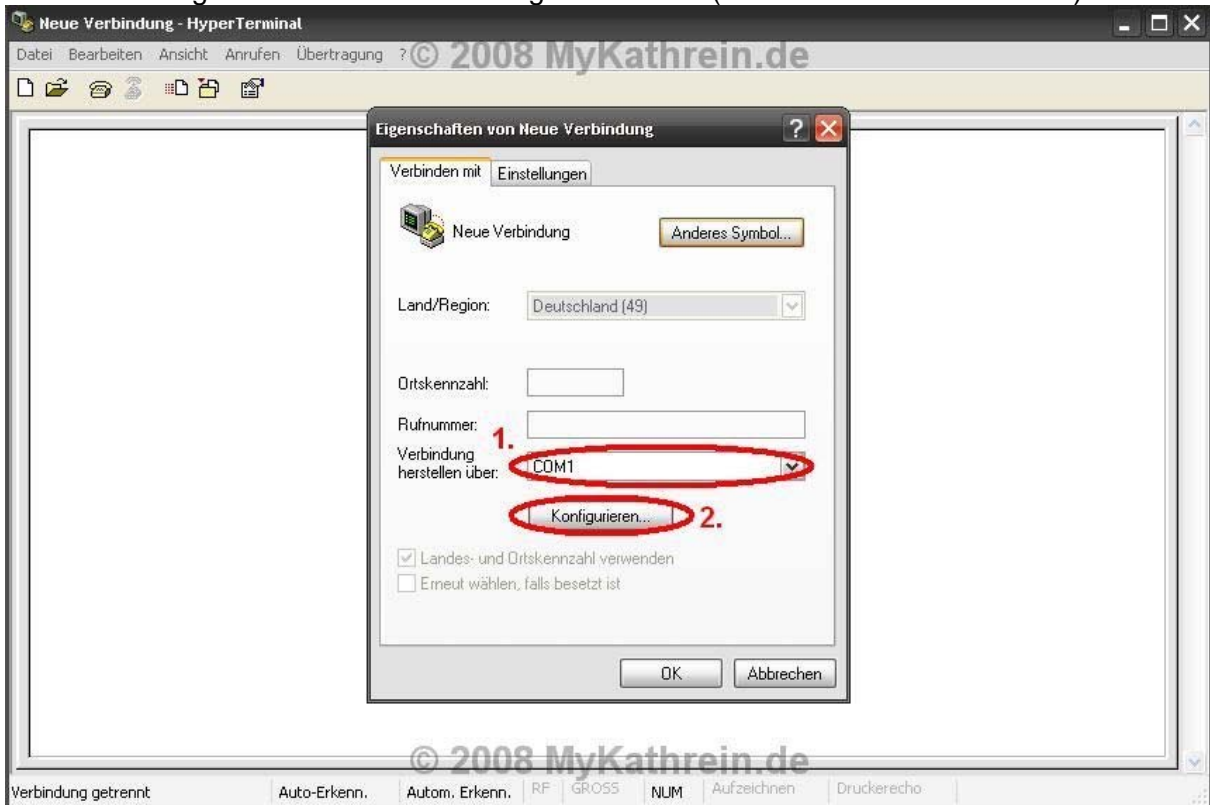 Neue Verbindung - HyperTerminal
Datei Bearbeiten Ansicht Anrufen Übertragung ?
© 2008 MyKathrein.de
Eigenschaften von Neue Verbindung
Verbinden mit Einstellungen
Neue Verbindung Anderes Symbol...
Land/Region: Deutschland (49)
Ortskennzahl:
Rufnummer:
1.
Verbindung
herstellen über: COM1
Konfigurieren... 2.
Landes- und Ortskennzahl verwenden
Erneut wählen, falls besetzt ist
OK Abbrechen
© 2008 MyKathrein.de
Verbindung getrennt Auto-Erkenn. Autom. Erkenn. RF GROSS NUM Aufzeichnen Druckerecho